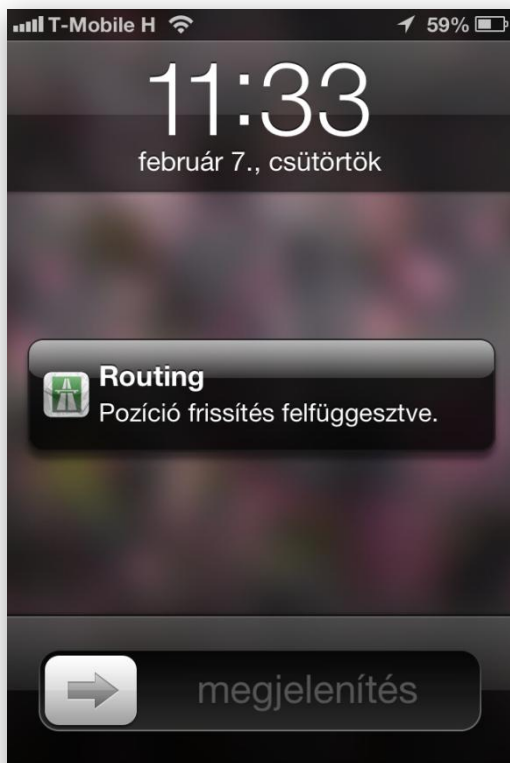 T-Mobile H 59%
11:33
február 7., csütörtök
Routing
Pozíció frissítés felfüggesztve.
megjelenítés